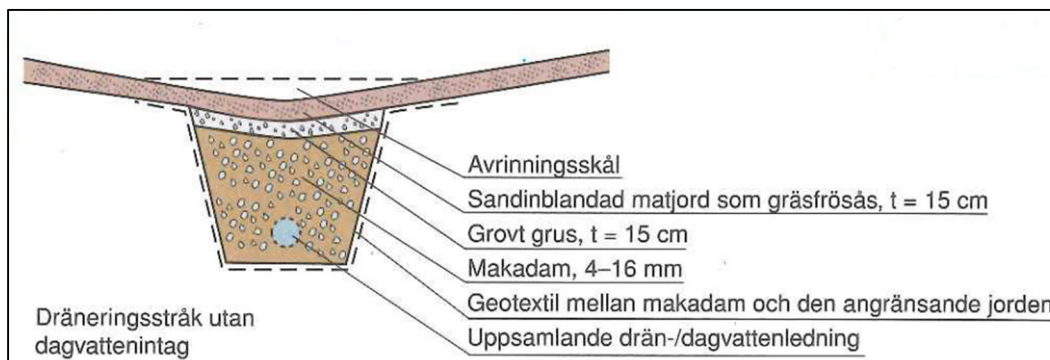 Avrinningsskål
Sandinblandad matjord som gräsfrösås, t = 15 cm
Grovt grus, t = 15 cm
Makadam, 4–16 mm
Geotextil mellan makadam och den angränsande jorden
Uppsamlande drän-/dagvattenledning
Dräneringsstråk utan
dagvattenintag